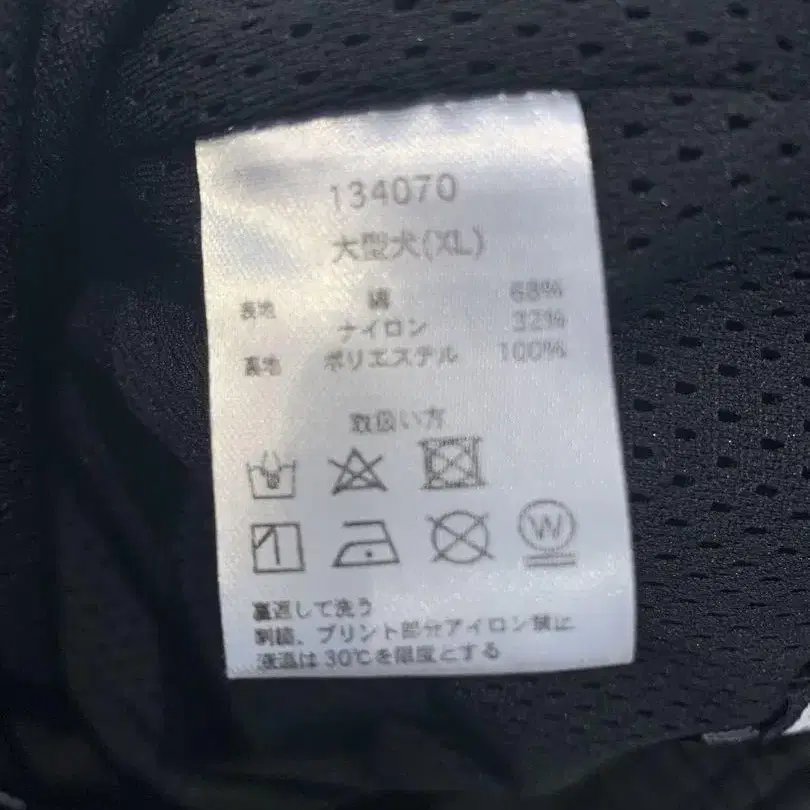 134070
大型犬(XL)
表地 綿 68%
ナイロン 32%
裏地 ポリエステル 100%
取扱い方
W
裏返して洗う
刺繍、プリント部分アイロン禁止
液温は30℃を限度とする